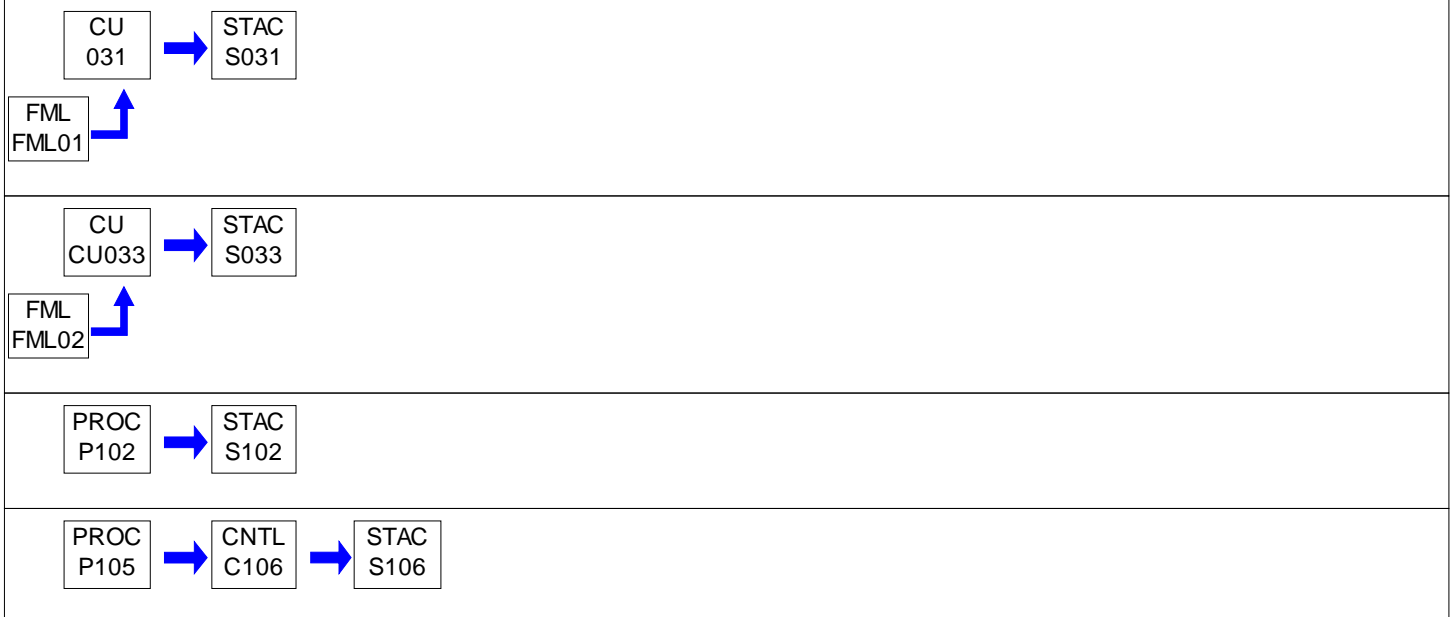 CU
031
STAC
S031
FML
FML01
CU
CU033
STAC
S033
FML
FML02
PROC
P102
STAC
S102
PROC
P105
CNTL
C106
STAC
S106